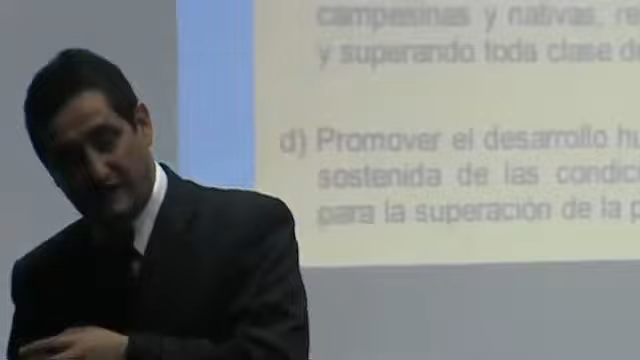 campesinas y nativas, re
y superando toda clase de
d) Promover el desarrollo hu
sostenida de las condic
para la superación de la p